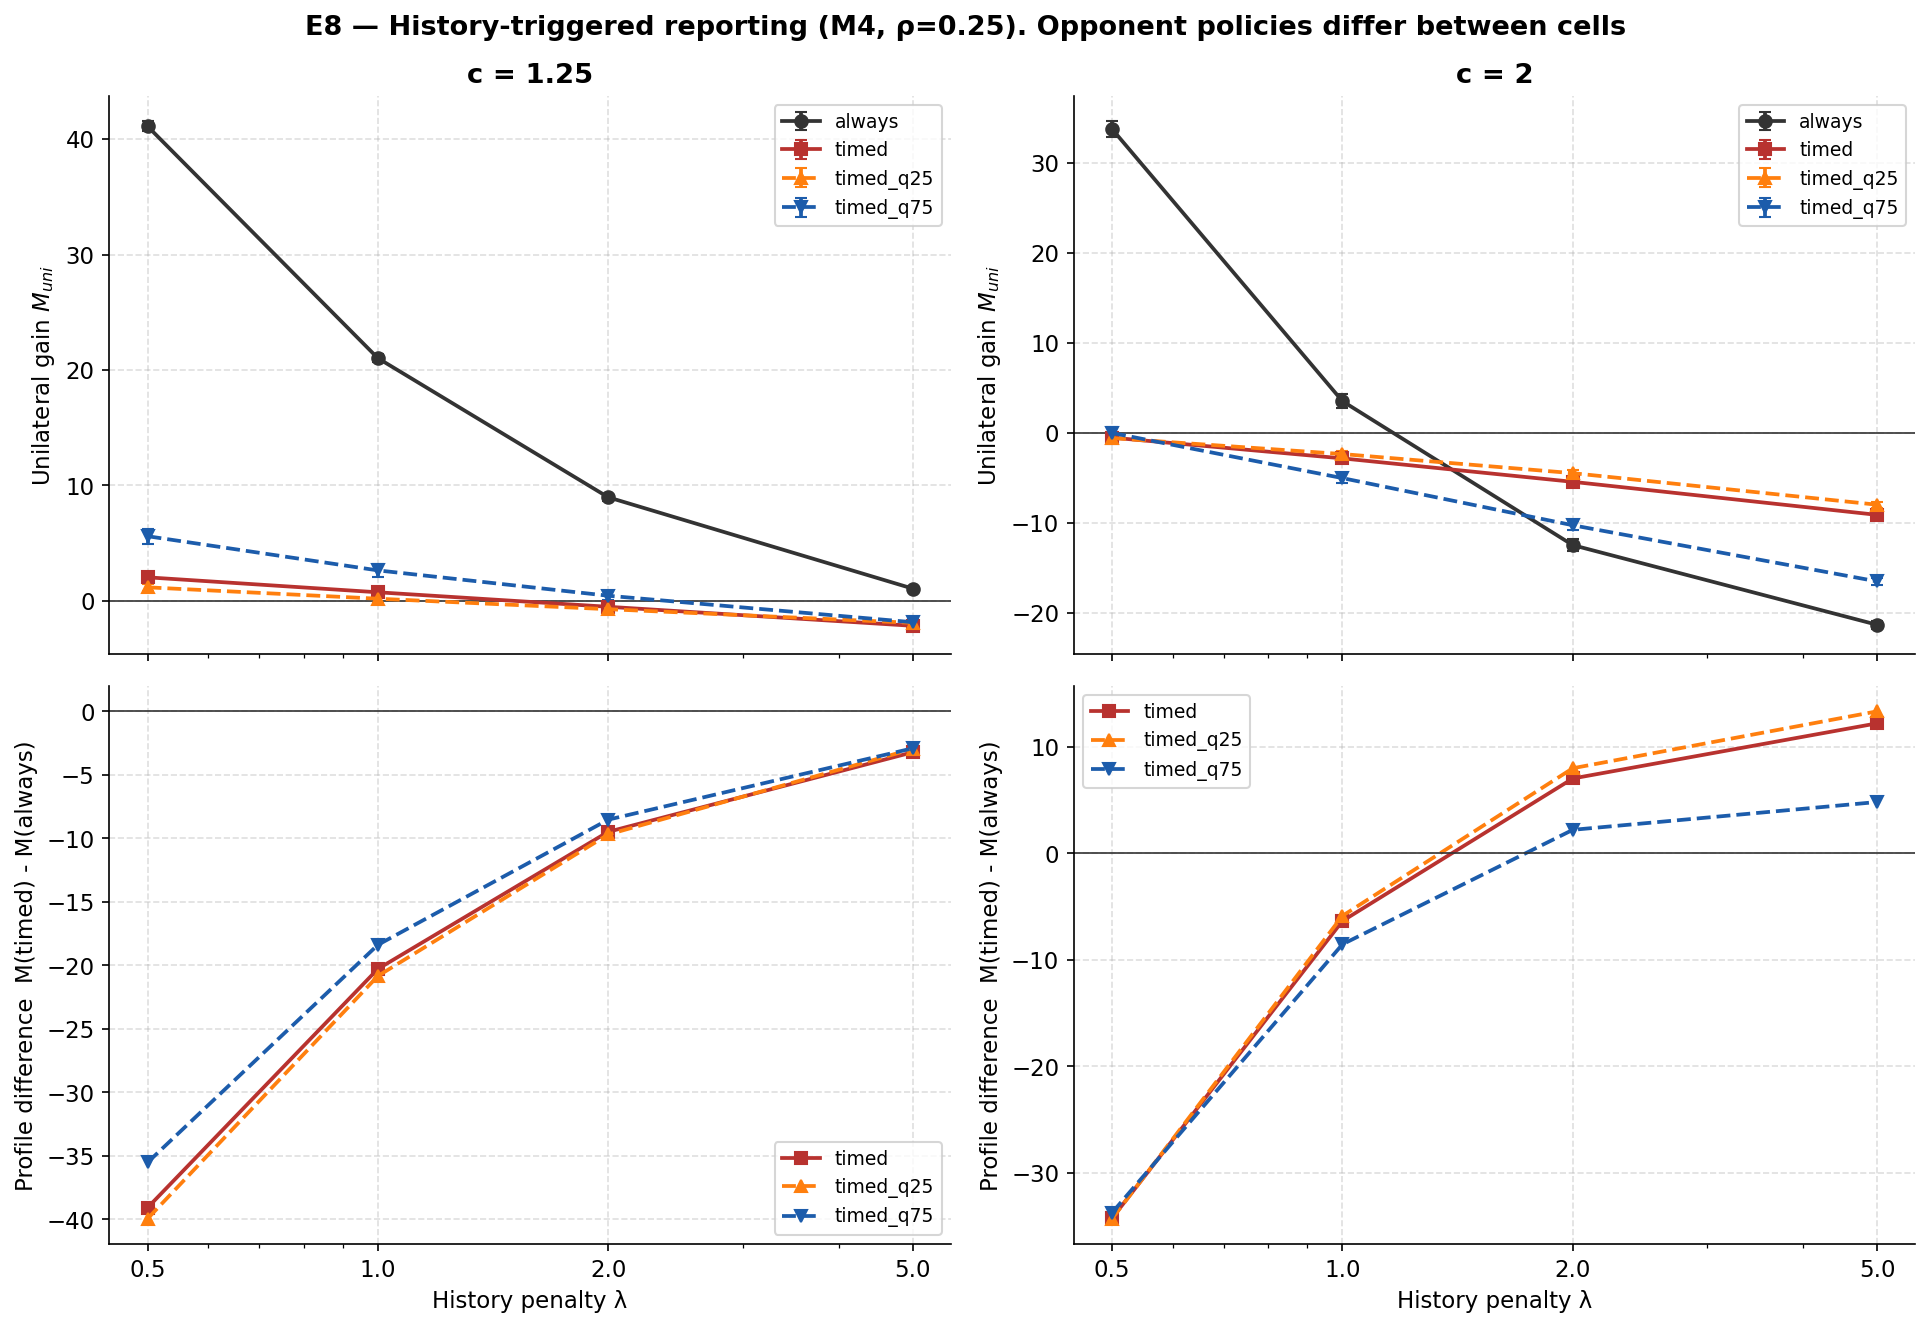 E8 — History-triggered reporting (M4, ρ=0.25). Opponent policies differ between cells
c = 1.25
Unilateral gain M_uni
40
30
20
10
0
always
timed
timed_q25
timed_q75
c = 2
Unilateral gain M_uni
30
20
10
0
−10
−20
always
timed
timed_q25
timed_q75
Profile difference M(timed) - M(always)
0
−5
−10
−15
−20
−25
−30
−35
−40
timed
timed_q25
timed_q75
0.5 1.0 2.0 5.0
History penalty λ
Profile difference M(timed) - M(always)
10
0
−10
−20
−30
timed
timed_q25
timed_q75
0.5 1.0 2.0 5.0
History penalty λ